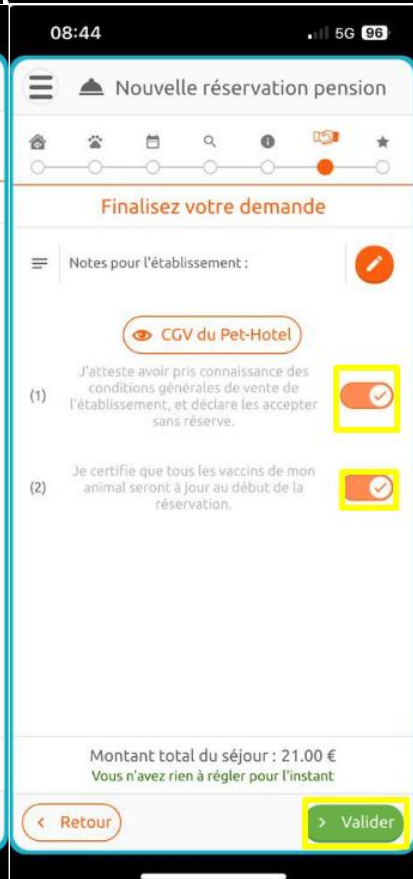 08:44
5G 96
Nouvelle réservation pension
Finalisez votre demande
Notes pour l'établissement :
CGV du Pet-Hotel
J'atteste avoir pris connaissance des
conditions générales de vente de
(1) l'établissement, et déclare les accepter
sans réserve.
Je certifie que tous les vaccins de mon
(2) animal seront à jour au début de la
réservation.
Montant total du séjour : 21.00 €
Vous n'avez rien à régler pour l'instant
< Retour
> Valider